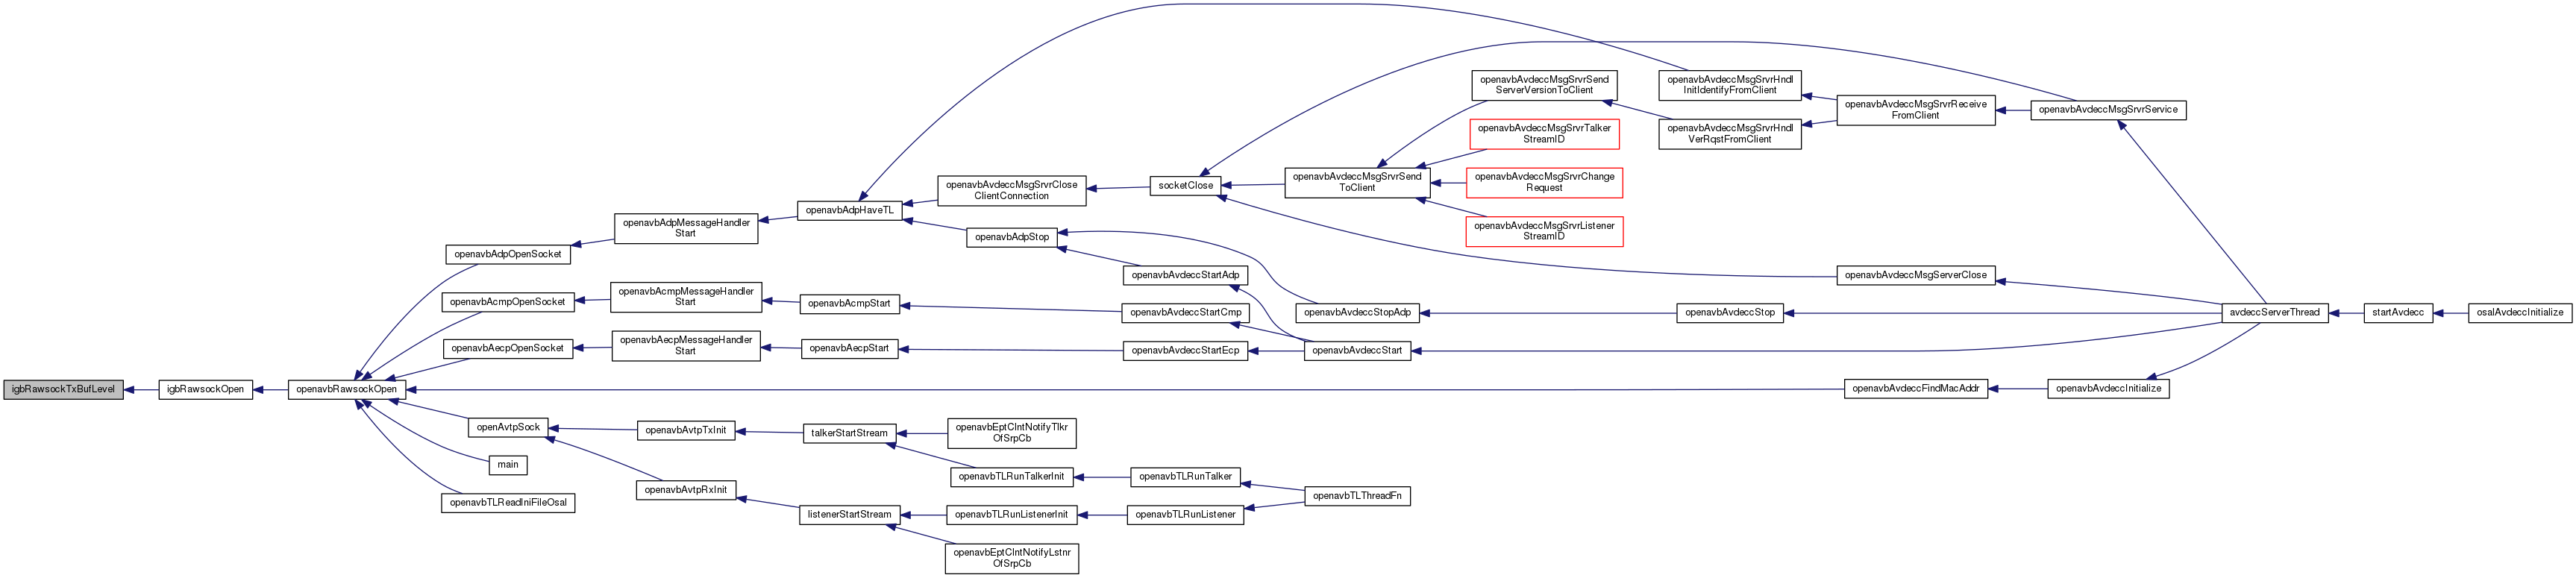 igbRawsockTxBufLevel
igbRawsockOpen
openavbRawsockOpen
openavbAdpOpenSocket
openavbAdpMessageHandler
Start
openavbAdpHaveTL
openavbAvdeccMsgSrvrClose
ClientConnection
socketClose
openavbAvdeccMsgSrvrSend
ToClient
openavbAvdeccMsgSrvrSend
ServerVersionToClient
openavbAvdeccMsgSrvrTalker
StreamID
openavbAvdeccMsgSrvrChange
Request
openavbAvdeccMsgSrvrListener
StreamID
openavbAvdeccMsgSrvrHndl
InitIdentifyFromClient
openavbAvdeccMsgSrvrHndl
VerRqstFromClient
openavbAvdeccMsgSrvrReceive
FromClient
openavbAvdeccMsgSrvrService
openavbAdpStop
openavbAvdeccStartAdp
openavbAvdeccStopAdp
openavbAvdeccStop
openavbAvdeccMsgServerClose
avdeccServerThread
startAvdecc
osalAvdeccInitialize
openavbAcmpOpenSocket
openavbAcmpMessageHandler
Start
openavbAcmpStart
openavbAvdeccStartCmp
openavbAecpOpenSocket
openavbAecpMessageHandler
Start
openavbAecpStart
openavbAvdeccStartEcp
openavbAvdeccStart
openavbAvdeccFindMacAddr
openavbAvdeccInitialize
openAvtpSock
openavbAvtpTxInit
talkerStartStream
openavbEptClntNotifyTlkr
OfSrpCb
openavbTLRunTalkerInit
openavbTLRunTalker
openavbTLThreadFn
main
openavbAvtpRxInit
openavbTLReadIniFileOsal
listenerStartStream
openavbTLRunListenerInit
openavbTLRunListener
openavbEptClntNotifyLstnr
OfSrpCb